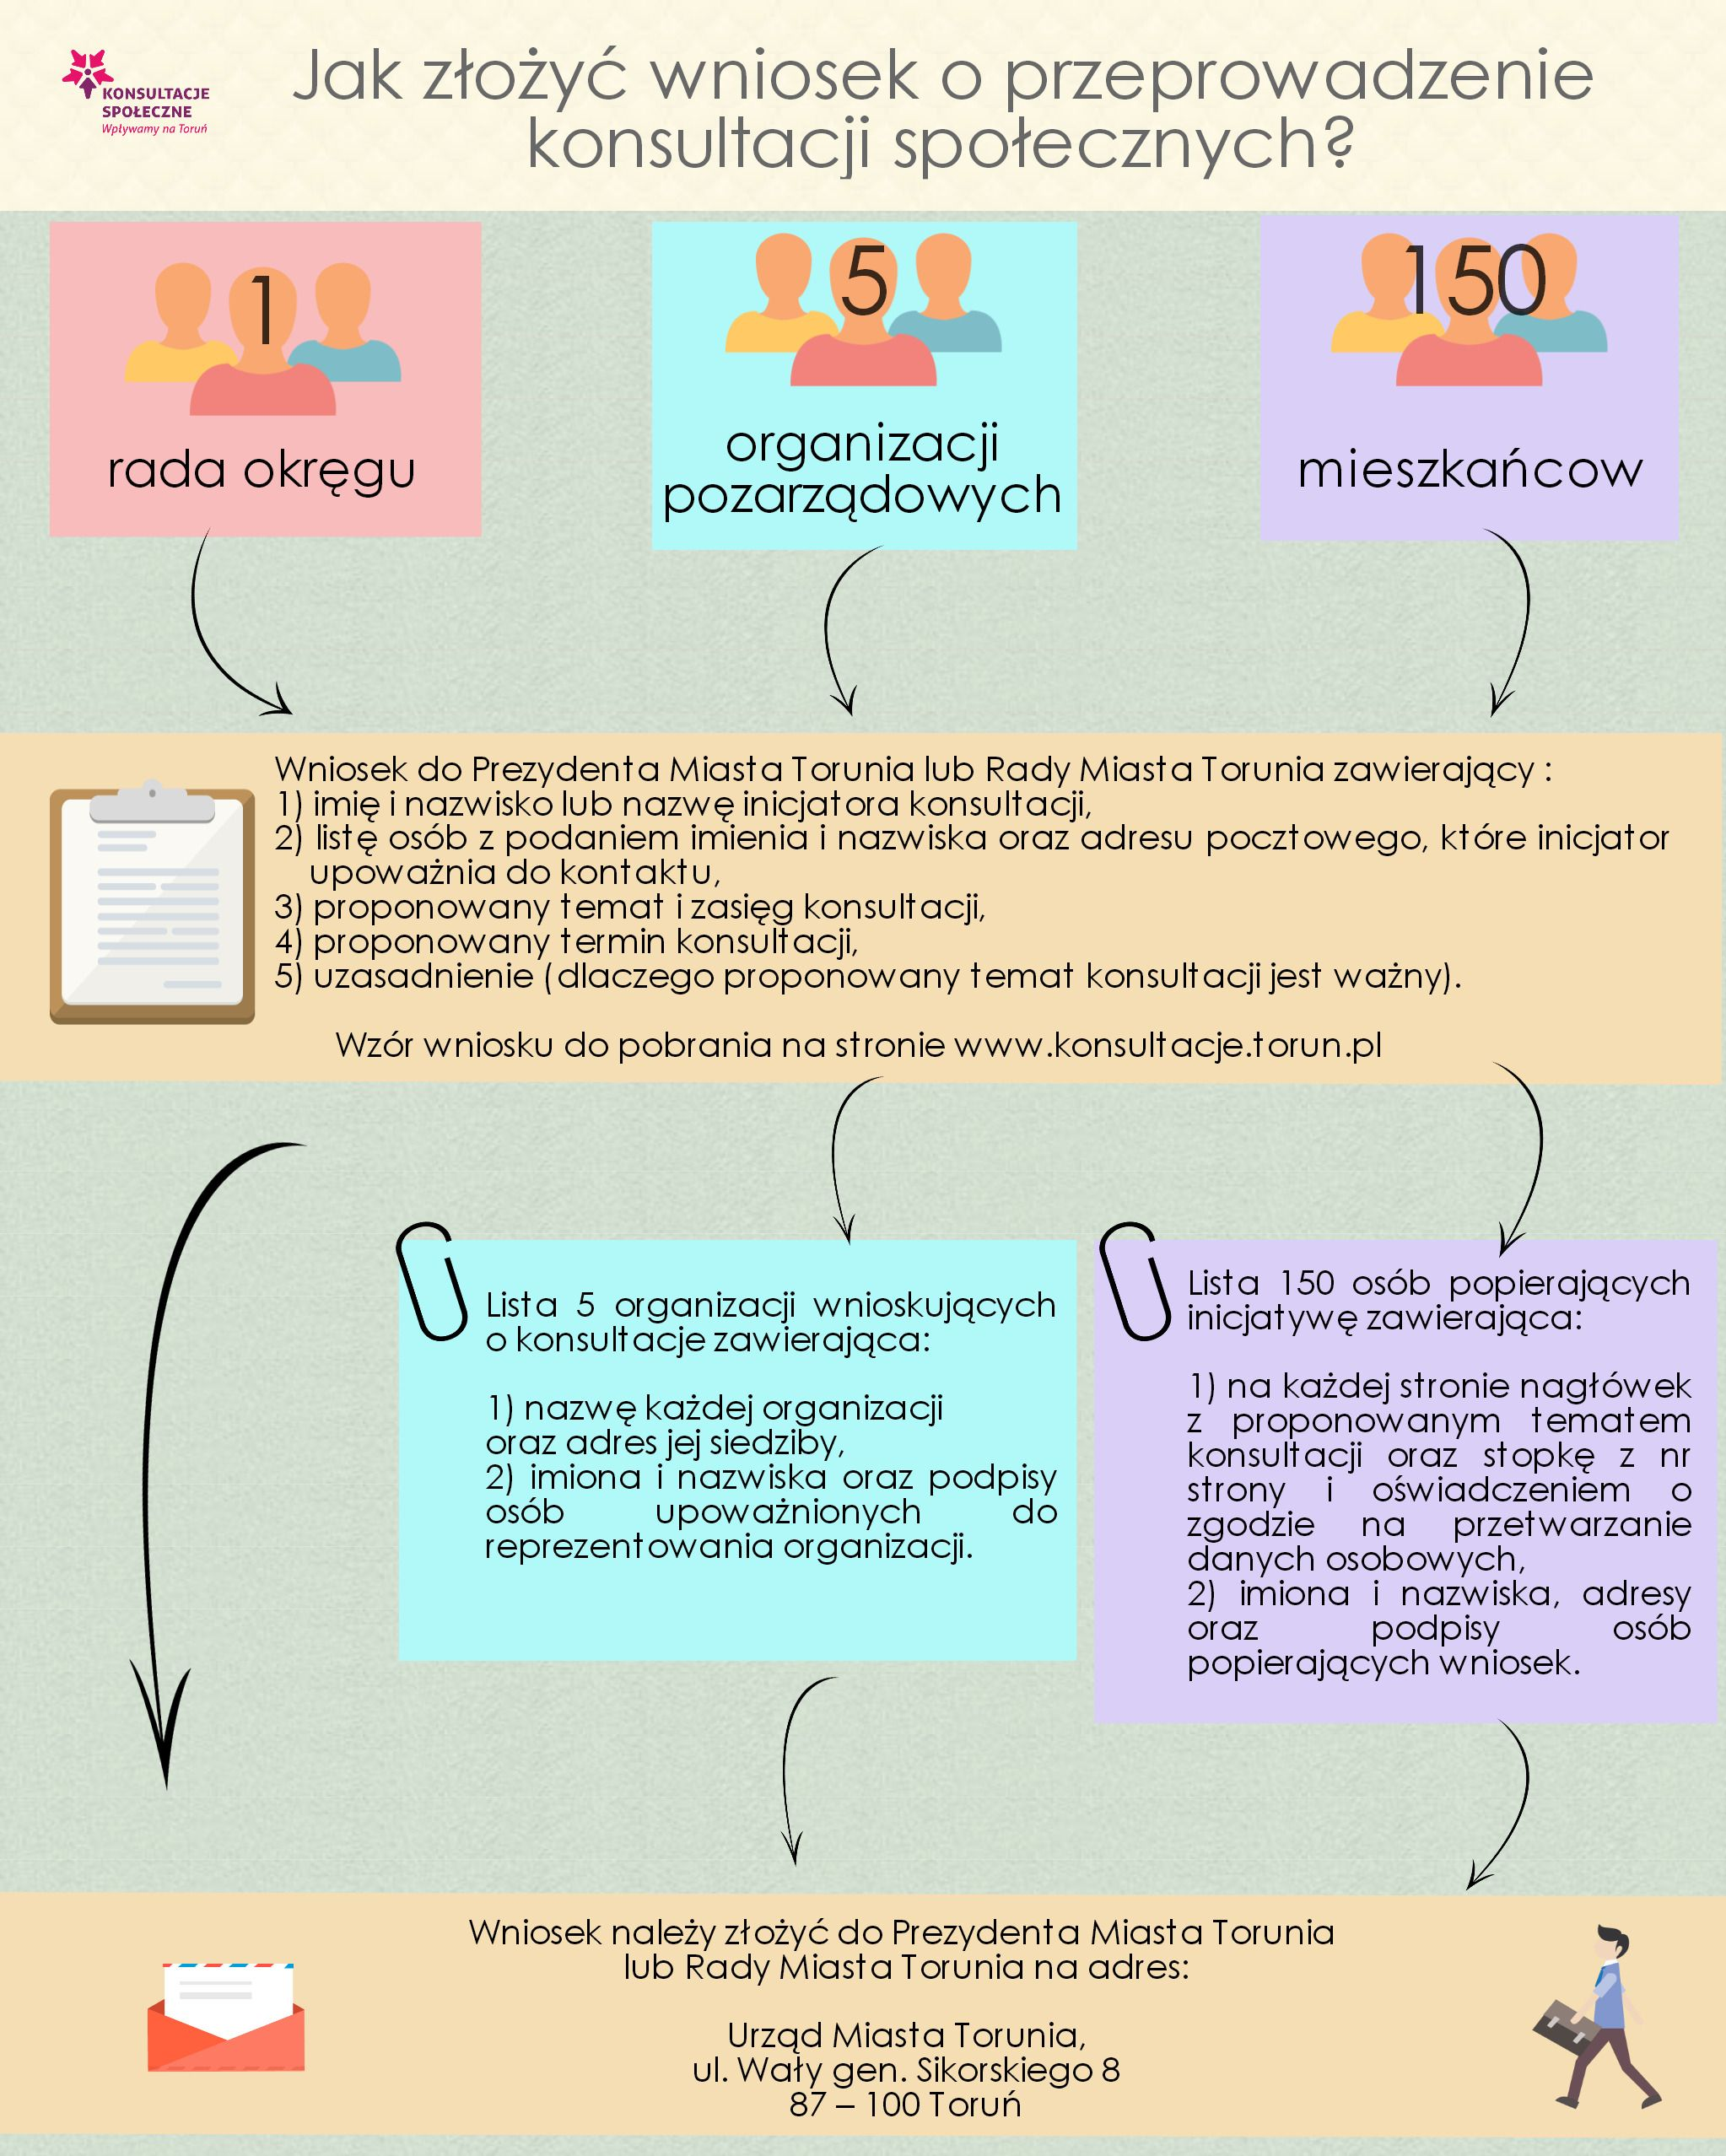 KONSULTACJE
SPOŁECZNE
Wpływamy na Toruń
Jak złożyć wniosek o przeprowadzenie
konsultacji społecznych?
1
rada okręgu
5
organizacji
pozarządowych
150
mieszkańcow
Wniosek do Prezydenta Miasta Torunia lub Rady Miasta Torunia zawierający :
1) imię i nazwisko lub nazwę inicjatora konsultacji,
2) listę osób z podaniem imienia i nazwiska oraz adresu pocztowego, które inicjator
upoważnia do kontaktu,
3) proponowany temat i zasięg konsultacji,
4) proponowany termin konsultacji,
5) uzasadnienie (dlaczego proponowany temat konsultacji jest ważny).
Wzór wniosku do pobrania na stronie www.konsultacje.torun.pl
Lista 5 organizacji wnioskujących
o konsultacje zawierająca:
1) nazwę każdej organizacji
oraz adres jej siedziby,
2) imiona i nazwiska oraz podpisy
osób upoważnionych do
reprezentowania organizacji.
Lista 150 osób popierających
inicjatywę zawierająca:
1) na każdej stronie nagłówek
z proponowanym tematem
konsultacji oraz stopkę z nr
strony i oświadczeniem o
zgodzie na przetwarzanie
danych osobowych,
2) imiona i nazwiska, adresy
oraz podpisy osób
popierających wniosek.
Wniosek należy złożyć do Prezydenta Miasta Torunia
lub Rady Miasta Torunia na adres:
Urząd Miasta Torunia,
ul. Wały gen. Sikorskiego 8
87 – 100 Toruń